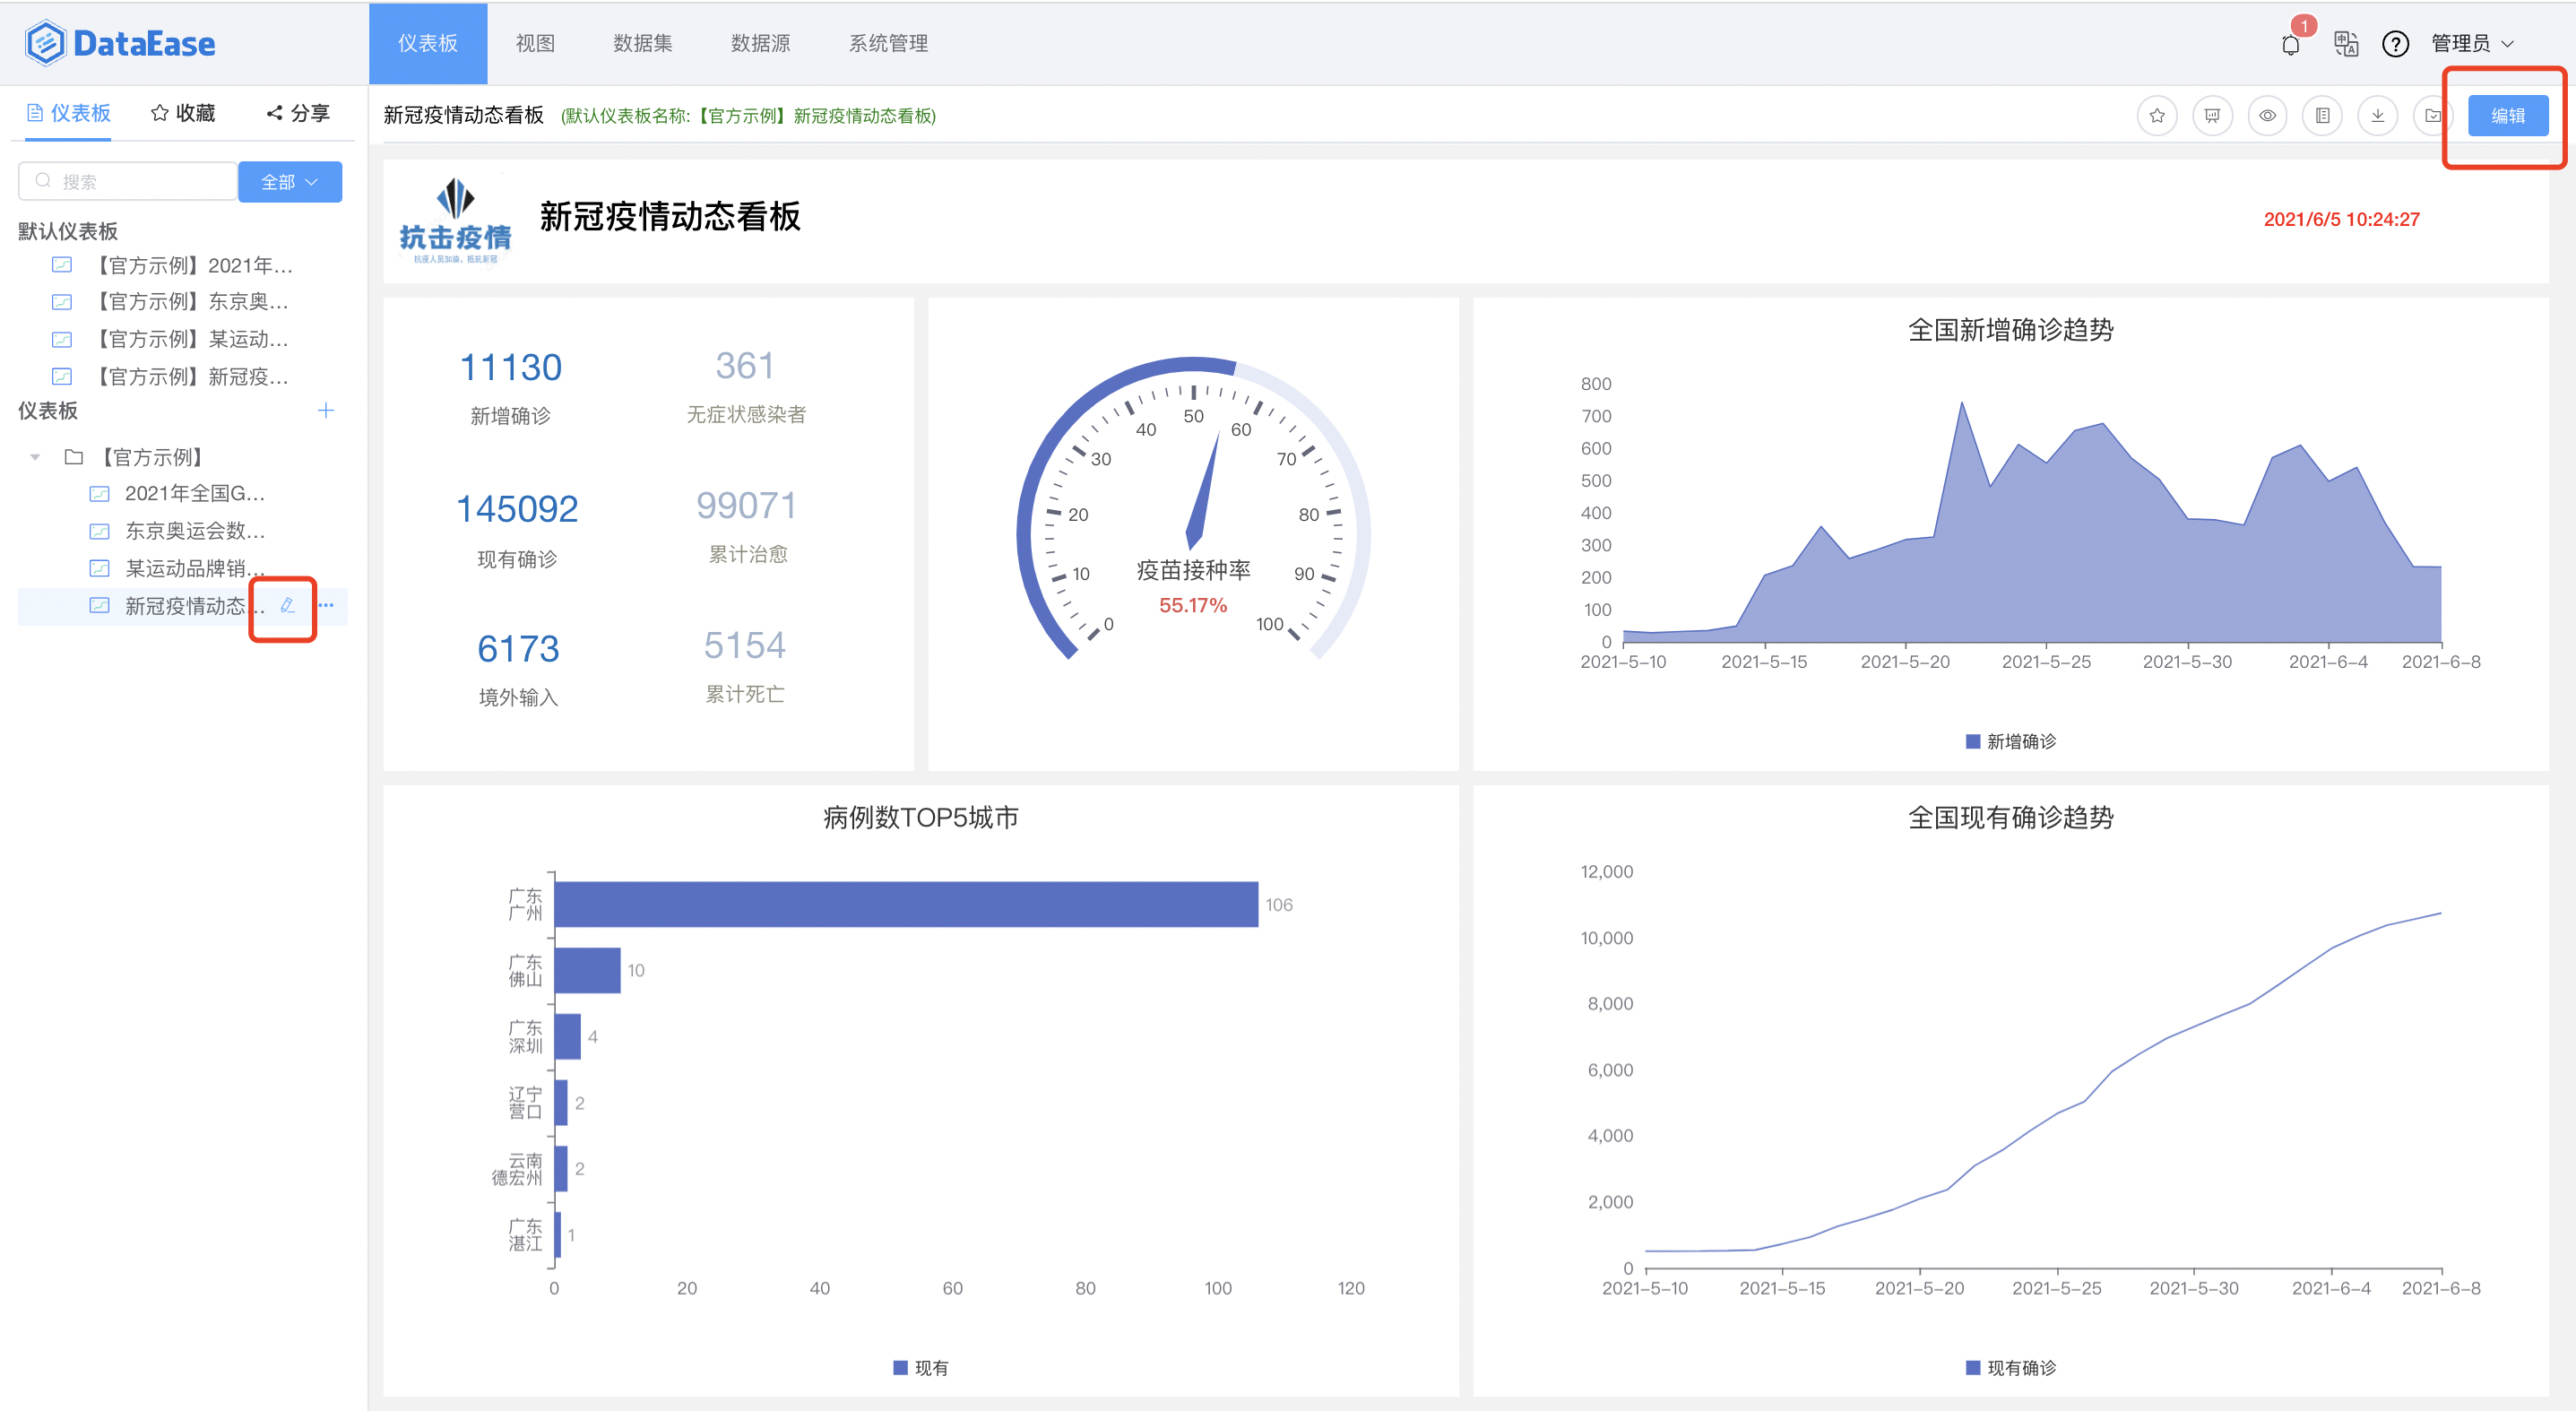 DataEase
仪表板 视图 数据集 数据源 系统管理
1
管理员
仪表板 收藏 分享
搜索 全部
默认仪表板
【官方示例】2021年...
【官方示例】东京奥...
【官方示例】某运动...
【官方示例】新冠疫...
仪表板
【官方示例】
2021年全国G...
东京奥运会数...
某运动品牌销...
新冠疫情动态...
新冠疫情动态看板 (默认仪表板名称:【官方示例】新冠疫情动态看板)
编辑
抗击疫情
抗疫人员加油，抵抗新冠
新冠疫情动态看板
2021/6/5 10:24:27
11130 361
新增确诊 无症状感染者
145092 99071
现有确诊 累计治愈
6173 5154
境外输入 累计死亡
0
10
20
30
40
50
60
70
80
90
100
疫苗接种率
55.17%
全国新增确诊趋势
800
700
600
500
400
300
200
100
0
2021-5-10 2021-5-15 2021-5-20 2021-5-25 2021-5-30 2021-6-4 2021-6-8
新增确诊
病例数TOP5城市
广东
广州
106
广东
佛山
10
广东
深圳
4
辽宁
营口
2
云南
德宏州
2
广东
湛江
1
0 20 40 60 80 100 120
现有
全国现有确诊趋势
12,000
10,000
8,000
6,000
4,000
2,000
0
2021-5-10 2021-5-15 2021-5-20 2021-5-25 2021-5-30 2021-6-4 2021-6-8
现有确诊